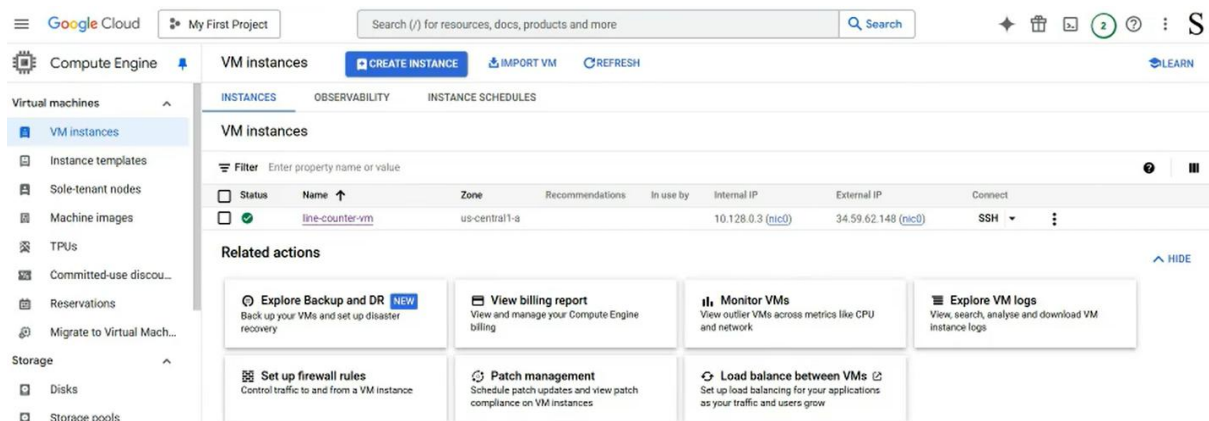 Google Cloud
My First Project
Search (/) for resources, docs, products and more
Search
2
S
Compute Engine
VM instances
CREATE INSTANCE
IMPORT VM
REFRESH
LEARN
Virtual machines
VM instances
Instance templates
Sole-tenant nodes
Machine images
TPUs
Committed-use discou...
Reservations
Migrate to Virtual Mach...
Storage
Disks
Storage pools
INSTANCES OBSERVABILITY INSTANCE SCHEDULES
VM instances
Filter Enter property name or value
Status Name Zone Recommendations In use by Internal IP External IP Connect
line-counter-vm us-central1-a 10.128.0.3 (nic0) 34.59.62.148 (nic0) SSH
Related actions
HIDE
Explore Backup and DR NEW
Back up your VMs and set up disaster
recovery
View billing report
View and manage your Compute Engine
billing
Monitor VMs
View outlier VMs across metrics like CPU
and network
Explore VM logs
View, search, analyse and download VM
instance logs
Set up firewall rules
Control traffic to and from a VM instance
Patch management
Schedule patch updates and view patch
compliance on VM instances
Load balance between VMs
Set up load balancing for your applications
as your traffic and users grow